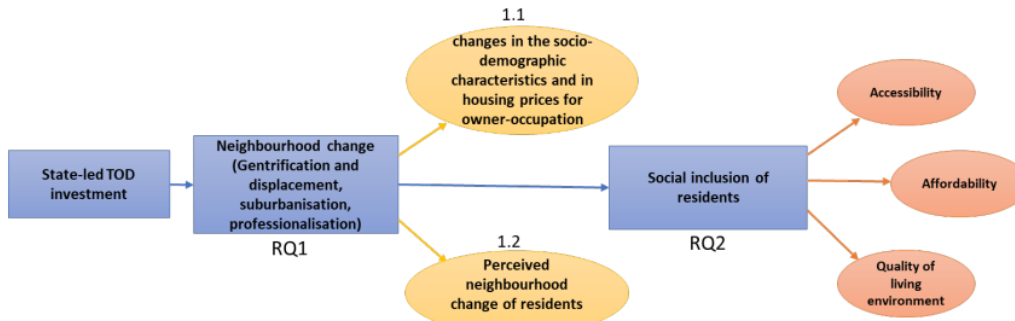 1.1
changes in the socio-
demographic
characteristics and in
housing prices for
owner-occupation
State-led TOD
investment
Neighbourhood change
(Gentrification and
displacement,
suburbanisation,
professionalisation)
RQ1
1.2
Perceived
neighbourhood
change of residents
Social inclusion of
residents
RQ2
Accessibility
Affordability
Quality of
living
environment